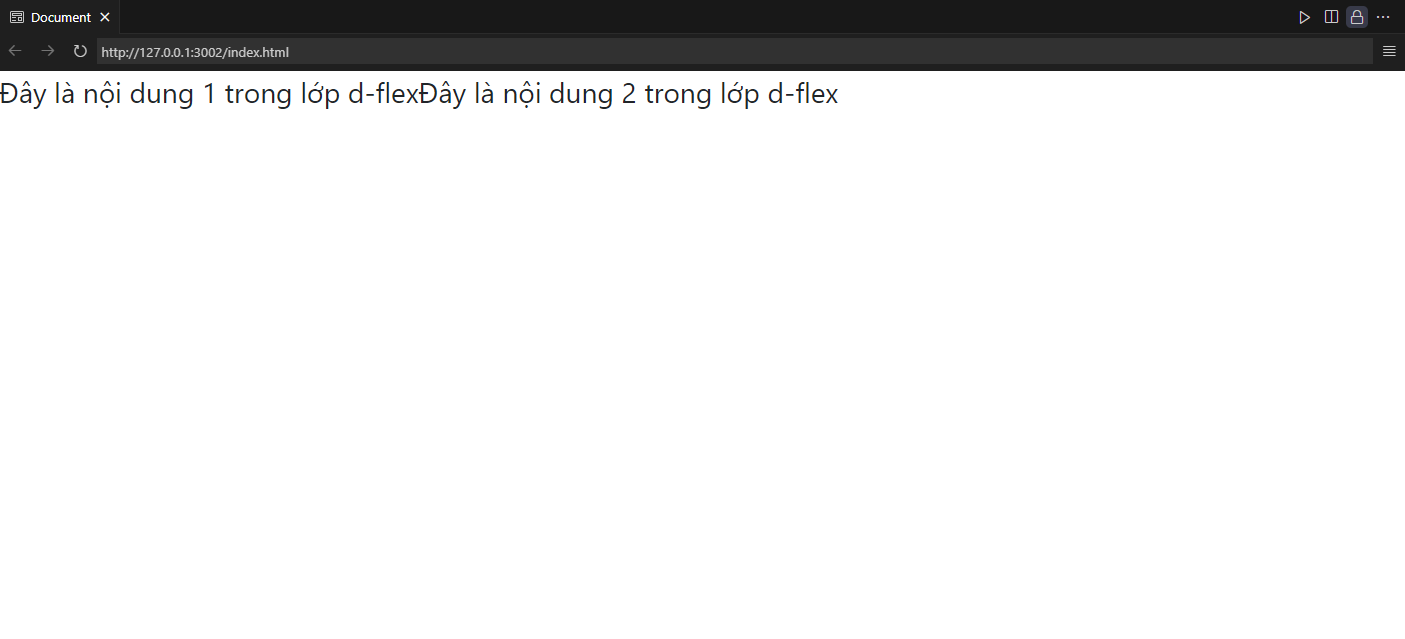 Document
http://127.0.0.1:3002/index.html
Đây là nội dung 1 trong lớp d-flexĐây là nội dung 2 trong lớp d-flex